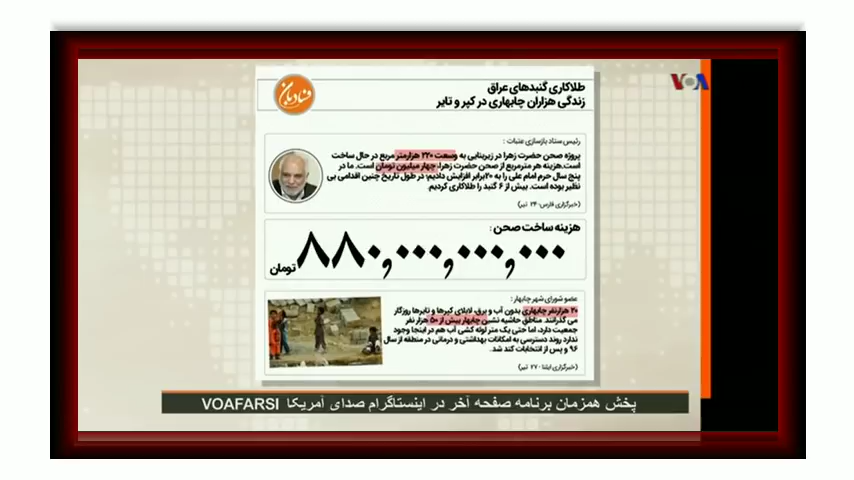 VOA
فسادبان
طلاکاری گنبدهای عراق
زندگی هزاران چابهاری در کپر و تایر
رئیس ستاد بازسازی عتبات :
پروژه صحن حضرت زهرا در زیربنایی به وسعت ۲۲۰ هزارمتر مربع در حال ساخت
است.هزینه هر مترمربع از صحن حضرت زهرا، چهار میلیون تومان است. ما در
پنج سال حرم امام علی را به ۲۰برابر افزایش دادیم؛ در طول تاریخ چنین اقدامی بی
نظیر بوده است. بیش از ۶ گنبد را طلاکاری کردیم.
(خبرگزاری فارس: ۲۴ تیر)
هزینه ساخت صحن :
۸۸۰,۰۰۰,۰۰۰,۰۰۰ تومان
عضو شورای شهر چابهار :
۲۰ هزارنفر چابهاری بدون آب و برق، لابلای کپرها و تایرها روزگار
می گذرانند. مناطق حاشیه نشین چابهار بیش از ۵۰ هزار نفر
جمعیت دارد، اما حتی یک متر لوله کشی آب هم در اینجا وجود
ندارد روند دسترسی به امکانات بهداشتی و درمانی در منطقه از سال
۹۶ و پس از انتخابات کند شد.
(خبرگزاری ایلنا : ۲۷ تیر)
پخش همزمان برنامه صفحه آخر در اینستاگرام صدای آمریکا VOAFARSI